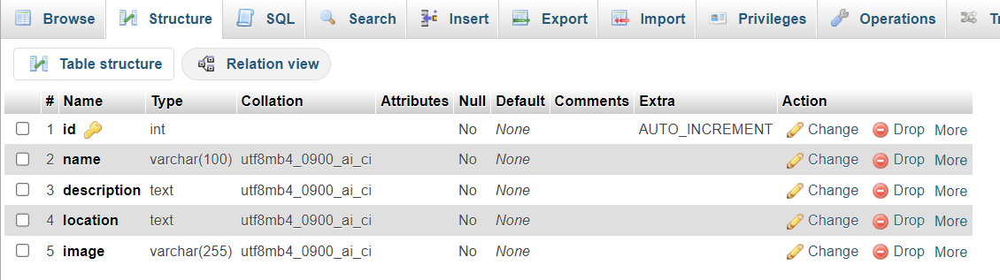 Browse Structure SQL Search Insert Export Import Privileges Operations
Table structure Relation view
# Name Type Collation Attributes Null Default Comments Extra Action
1 id int No None AUTO_INCREMENT Change Drop More
2 name varchar(100) utf8mb4_0900_ai_ci No None Change Drop More
3 description text utf8mb4_0900_ai_ci No None Change Drop More
4 location text utf8mb4_0900_ai_ci No None Change Drop More
5 image varchar(255) utf8mb4_0900_ai_ci No None Change Drop More